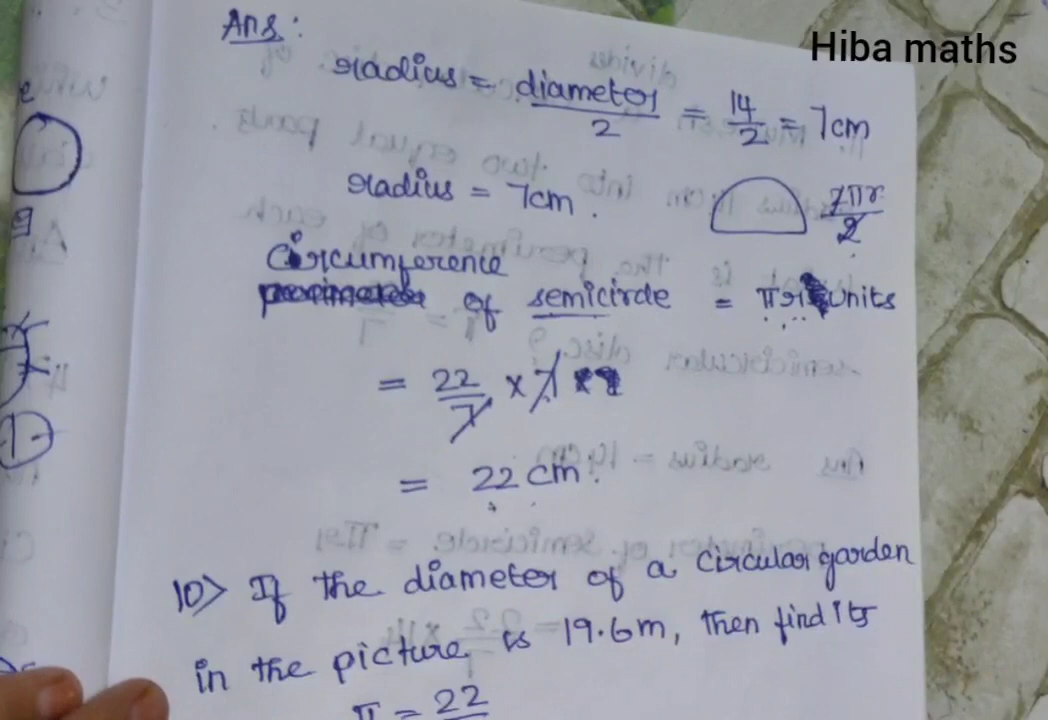 Hiba maths
Ans:
radius = diameter/2 = 14/2 = 7cm
radius = 7cm.
2πr/2
Circumference
of semicircle = πr units
= 22/7 × 7
= 22 cm.
10> If the diameter of a circular garden
in the picture is 19.6m, then find its
π = 22